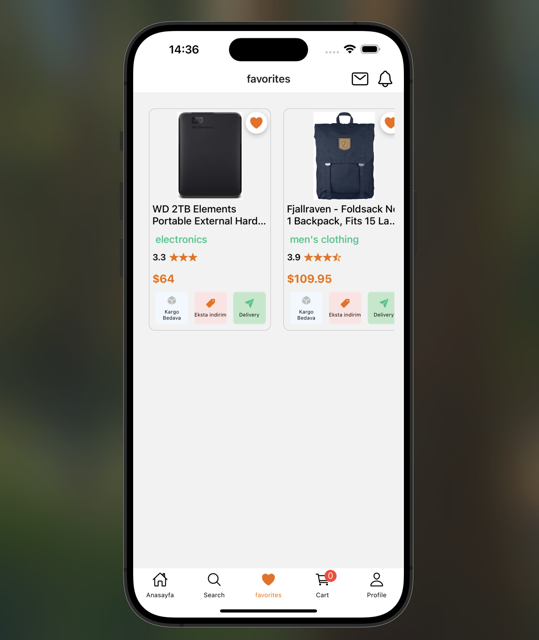 14:36
favorites
WD 2TB Elements
Portable External Hard...
electronics
3.3
$64
Kargo
Bedava
Eksta indirim
Delivery
Fjallraven - Foldsack No
1 Backpack, Fits 15 La...
men's clothing
3.9
$109.95
Kargo
Bedava
Eksta indirim
Delivery
Anasayfa
Search
favorites
0
Cart
Profile